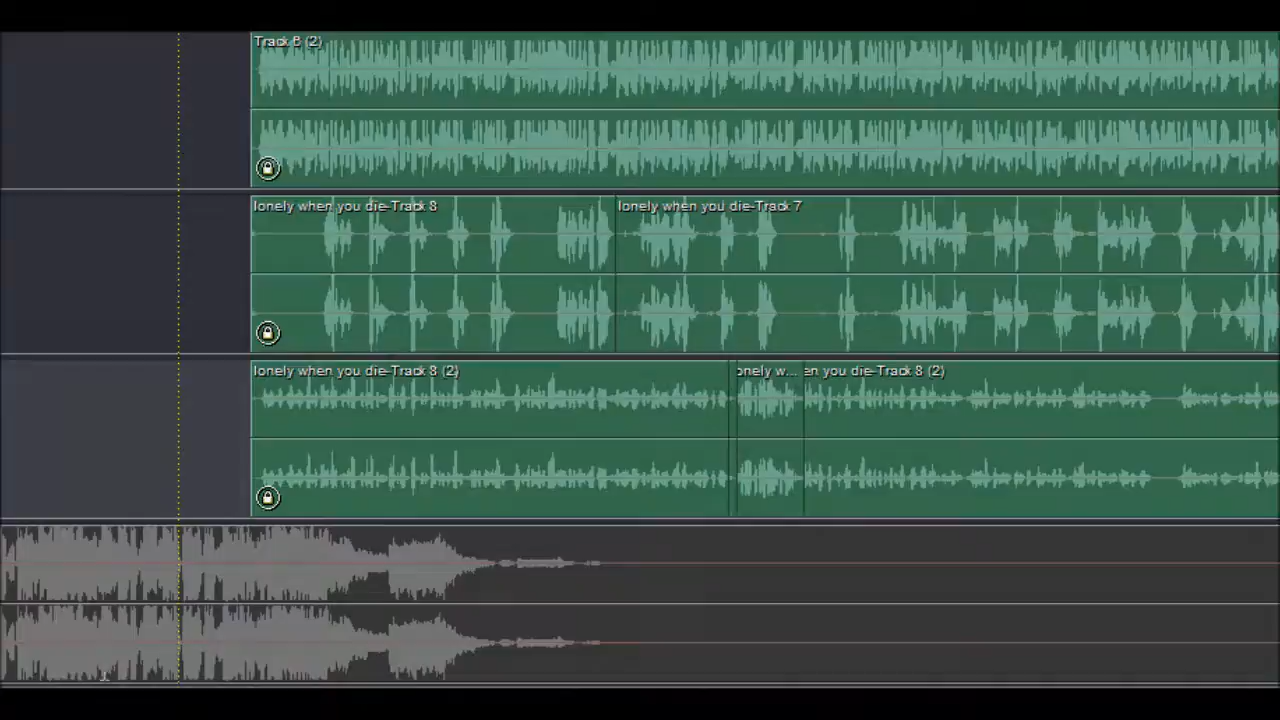 Track 8 (2)
lonely when you die-Track 8
lonely when you die-Track 7
lonely when you die-Track 8 (2)
onely w... en you die-Track 8 (2)